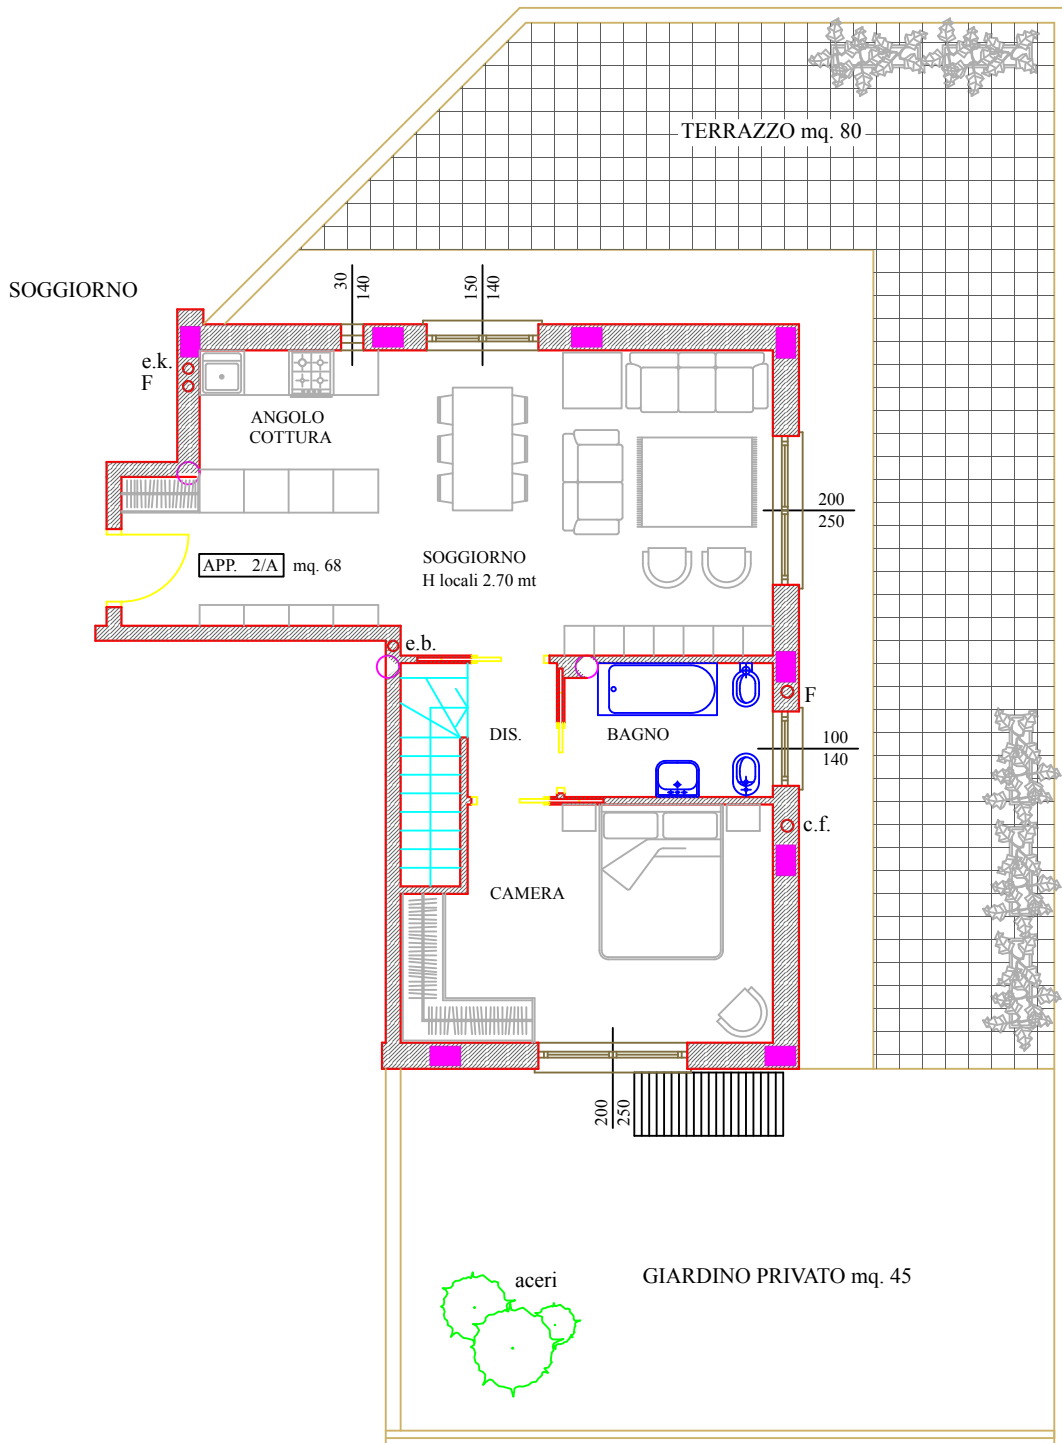 TERRAZZO mq. 80
SOGGIORNO
30
140
150
140
e.k.
F
ANGOLO
COTTURA
200
250
SOGGIORNO
H locali 2.70 mt
APP. 2/A mq. 68
e.b.
F
DIS.
BAGNO
100
140
c.f.
CAMERA
200
250
aceri
GIARDINO PRIVATO mq. 45